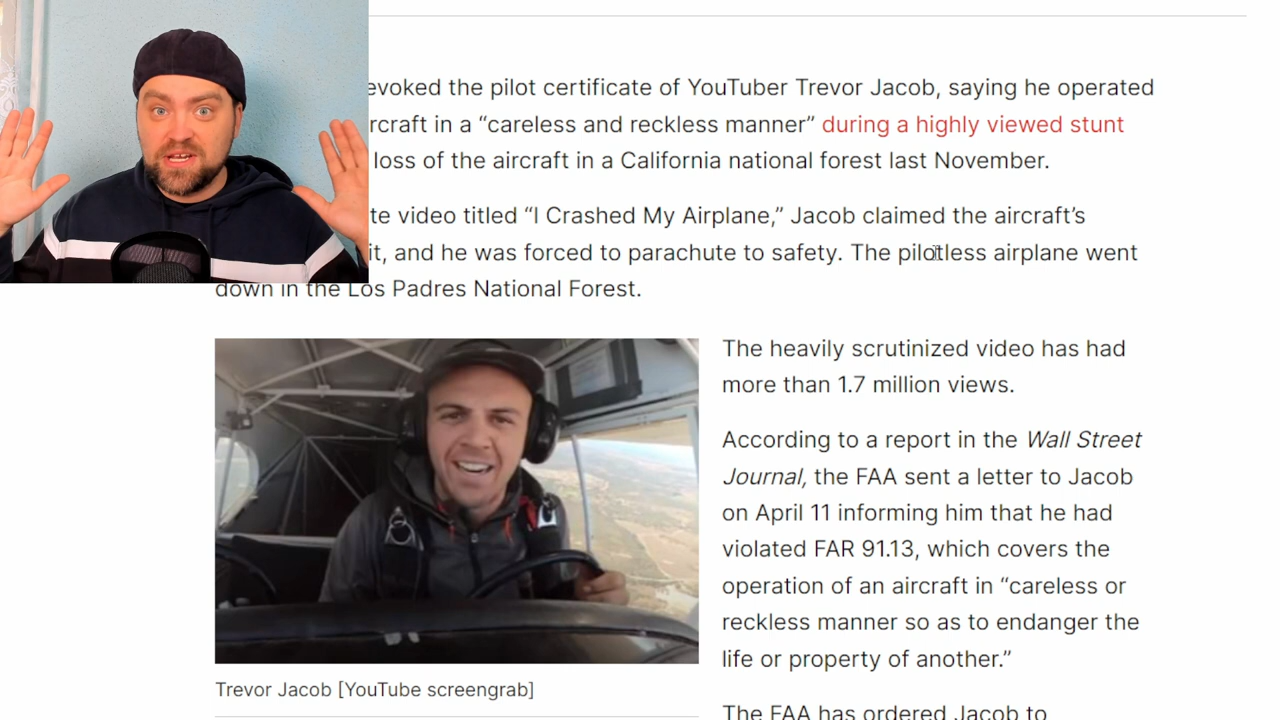 evoked the pilot certificate of YouTuber Trevor Jacob, saying he operated
rcraft in a “careless and reckless manner” during a highly viewed stunt
loss of the aircraft in a California national forest last November.
te video titled “I Crashed My Airplane,” Jacob claimed the aircraft’s
it, and he was forced to parachute to safety. The pilotless airplane went
down in the Los Padres National Forest.
The heavily scrutinized video has had
more than 1.7 million views.
According to a report in the Wall Street
Journal, the FAA sent a letter to Jacob
on April 11 informing him that he had
violated FAR 91.13, which covers the
operation of an aircraft in “careless or
reckless manner so as to endanger the
life or property of another.”
The FAA has ordered Jacob to
Trevor Jacob [YouTube screengrab]